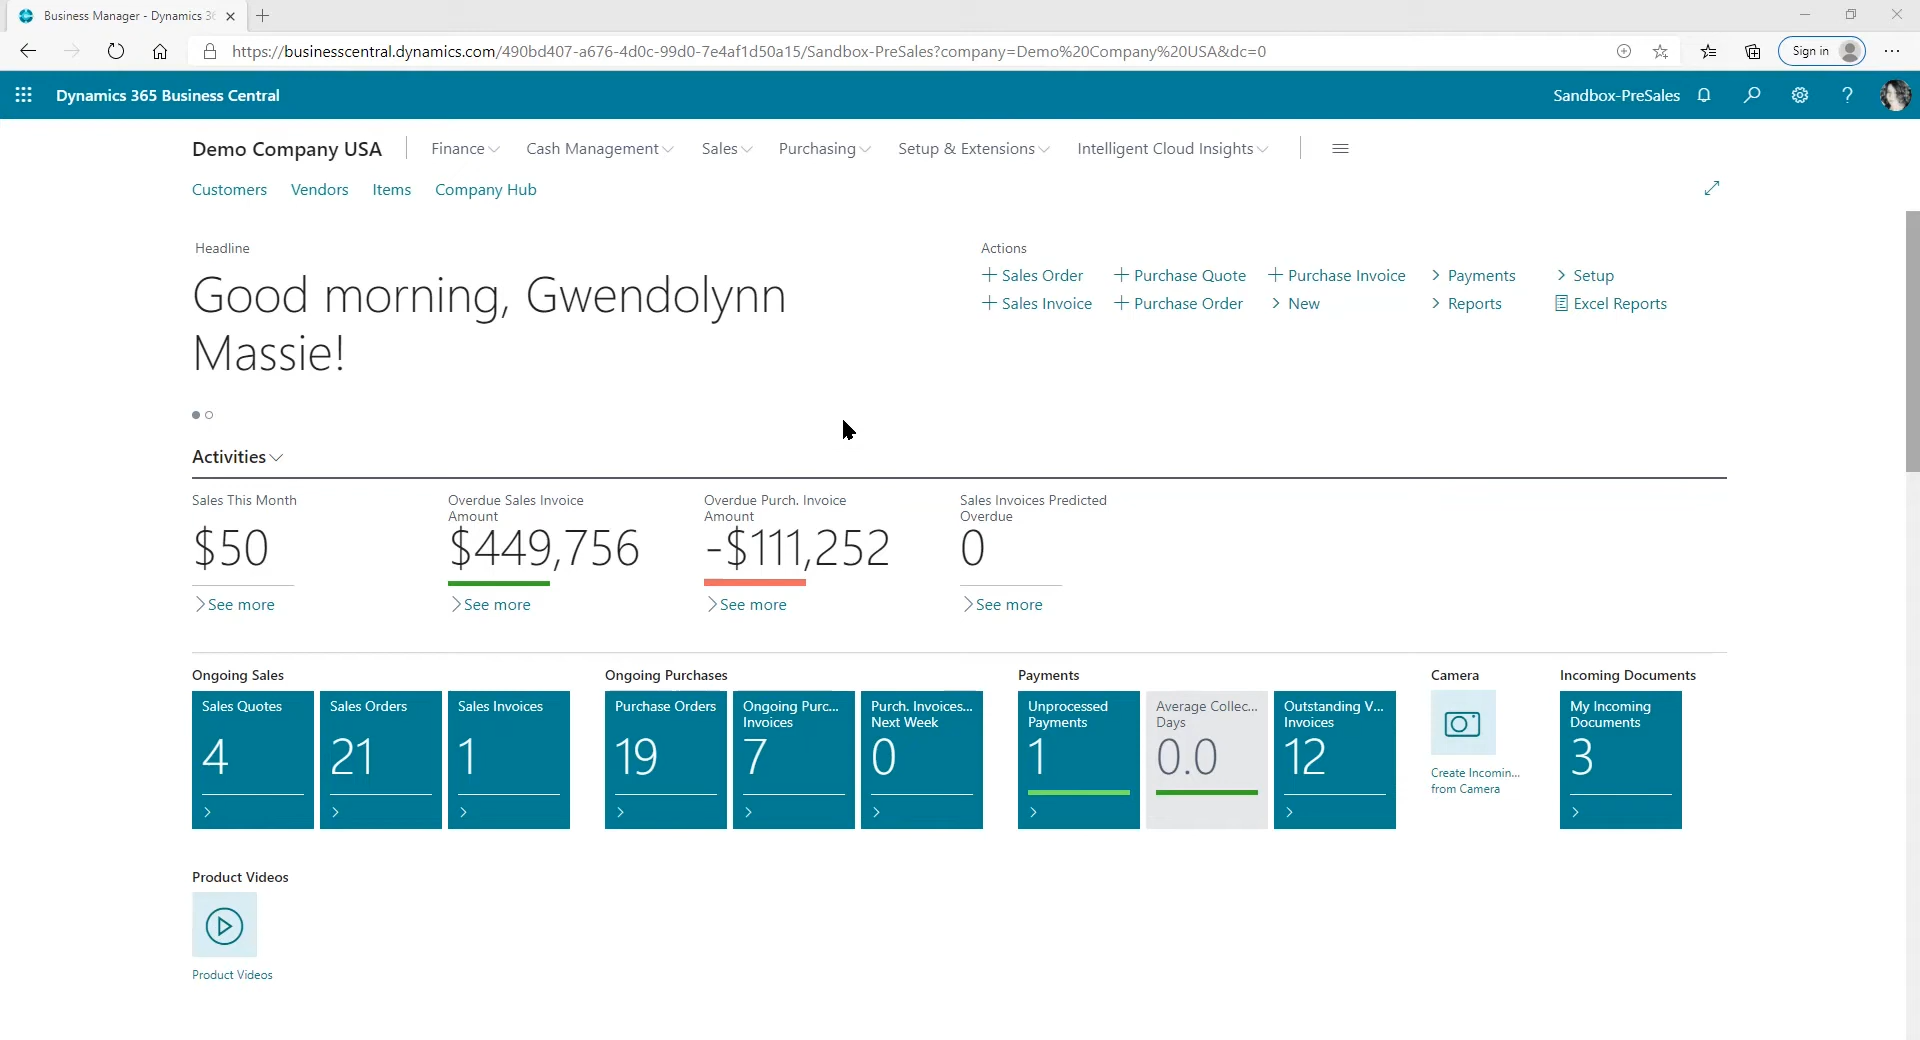 Business Manager - Dynamics 36
https://businesscentral.dynamics.com/490bd407-a676-4d0c-99d0-7e4af1d50a15/Sandbox-PreSales?company=Demo%20Company%20USA&dc=0
Sign in
Dynamics 365 Business Central
Sandbox-PreSales
?
Demo Company USA
Finance
Cash Management
Sales
Purchasing
Setup & Extensions
Intelligent Cloud Insights
Customers
Vendors
Items
Company Hub
Headline
Good morning, Gwendolynn
Massie!
Actions
+ Sales Order
+ Purchase Quote
+ Purchase Invoice
> Payments
> Setup
+ Sales Invoice
+ Purchase Order
> New
> Reports
Excel Reports
Activities
Sales This Month
$50
>See more
Overdue Sales Invoice
Amount
$449,756
>See more
Overdue Purch. Invoice
Amount
-$111,252
>See more
Sales Invoices Predicted
Overdue
0
>See more
Ongoing Sales
Sales Quotes
4
Sales Orders
21
Sales Invoices
1
Ongoing Purchases
Purchase Orders
19
Ongoing Purc...
Invoices
7
Purch. Invoices...
Next Week
0
Payments
Unprocessed
Payments
1
Average Collec...
Days
0.0
Outstanding V...
Invoices
12
Camera
Create Incomin...
from Camera
Incoming Documents
My Incoming
Documents
3
Product Videos
Product Videos